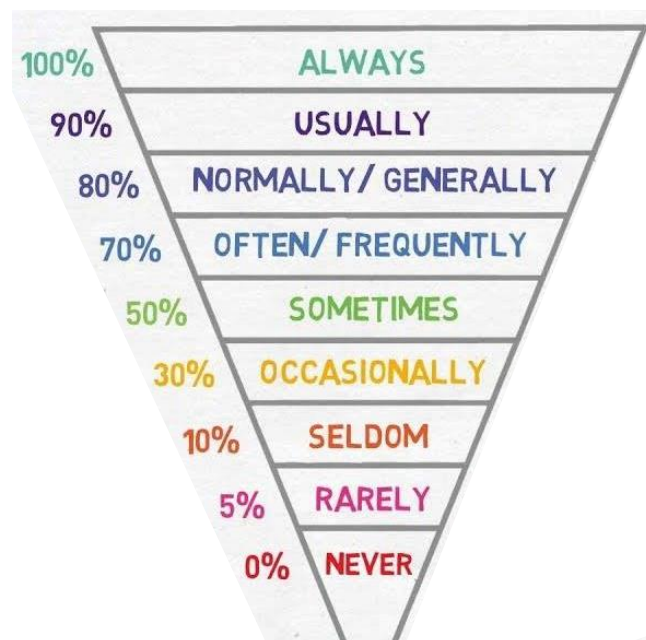 100% ALWAYS
90% USUALLY
80% NORMALLY/ GENERALLY
70% OFTEN/ FREQUENTLY
50% SOMETIMES
30% OCCASIONALLY
10% SELDOM
5% RARELY
0% NEVER